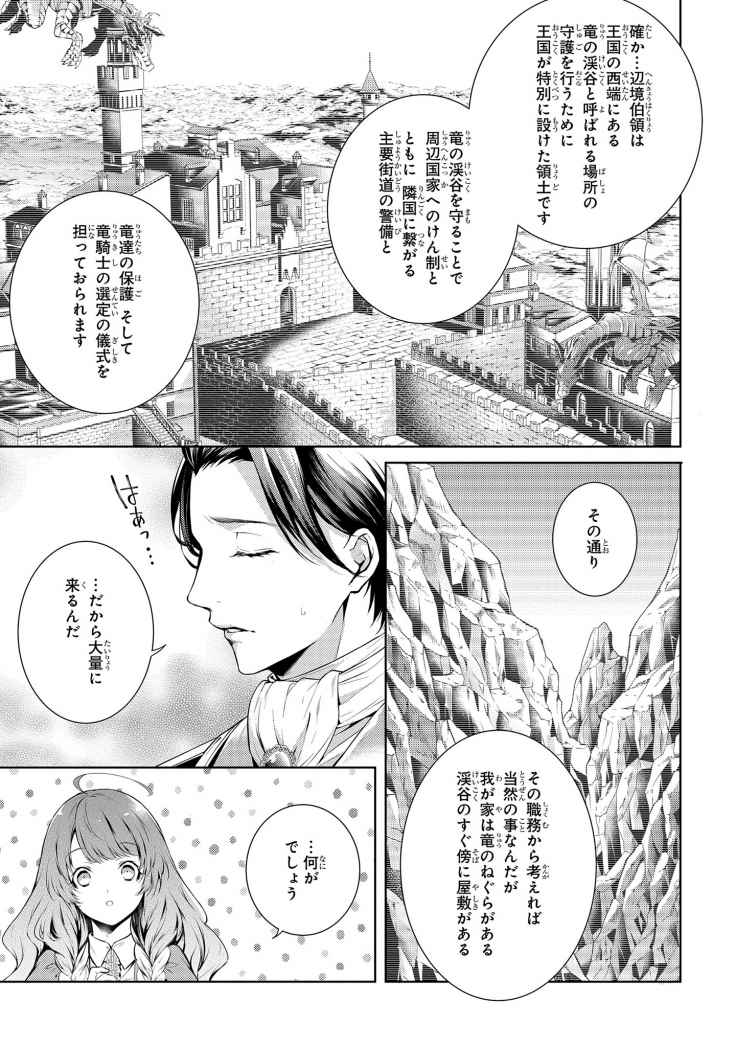 確か…辺境伯領は
王国の西端にある
竜の渓谷と呼ばれる場所の
守護を行うために
王国が特別に設けた領土です
竜の渓谷を守ることで
周辺国家へのけん制と
ともに 隣国に繋がる
主要街道の警備と
竜達の保護 そして
竜騎士の選定の儀式を
担っておられます
その通り
その職務から考えれば
当然の事なんだが
我が家は竜のねぐらがある
渓谷のすぐ傍に屋敷がある
はぁっ…
…だから大量に
来るんだ
…何が
でしょう